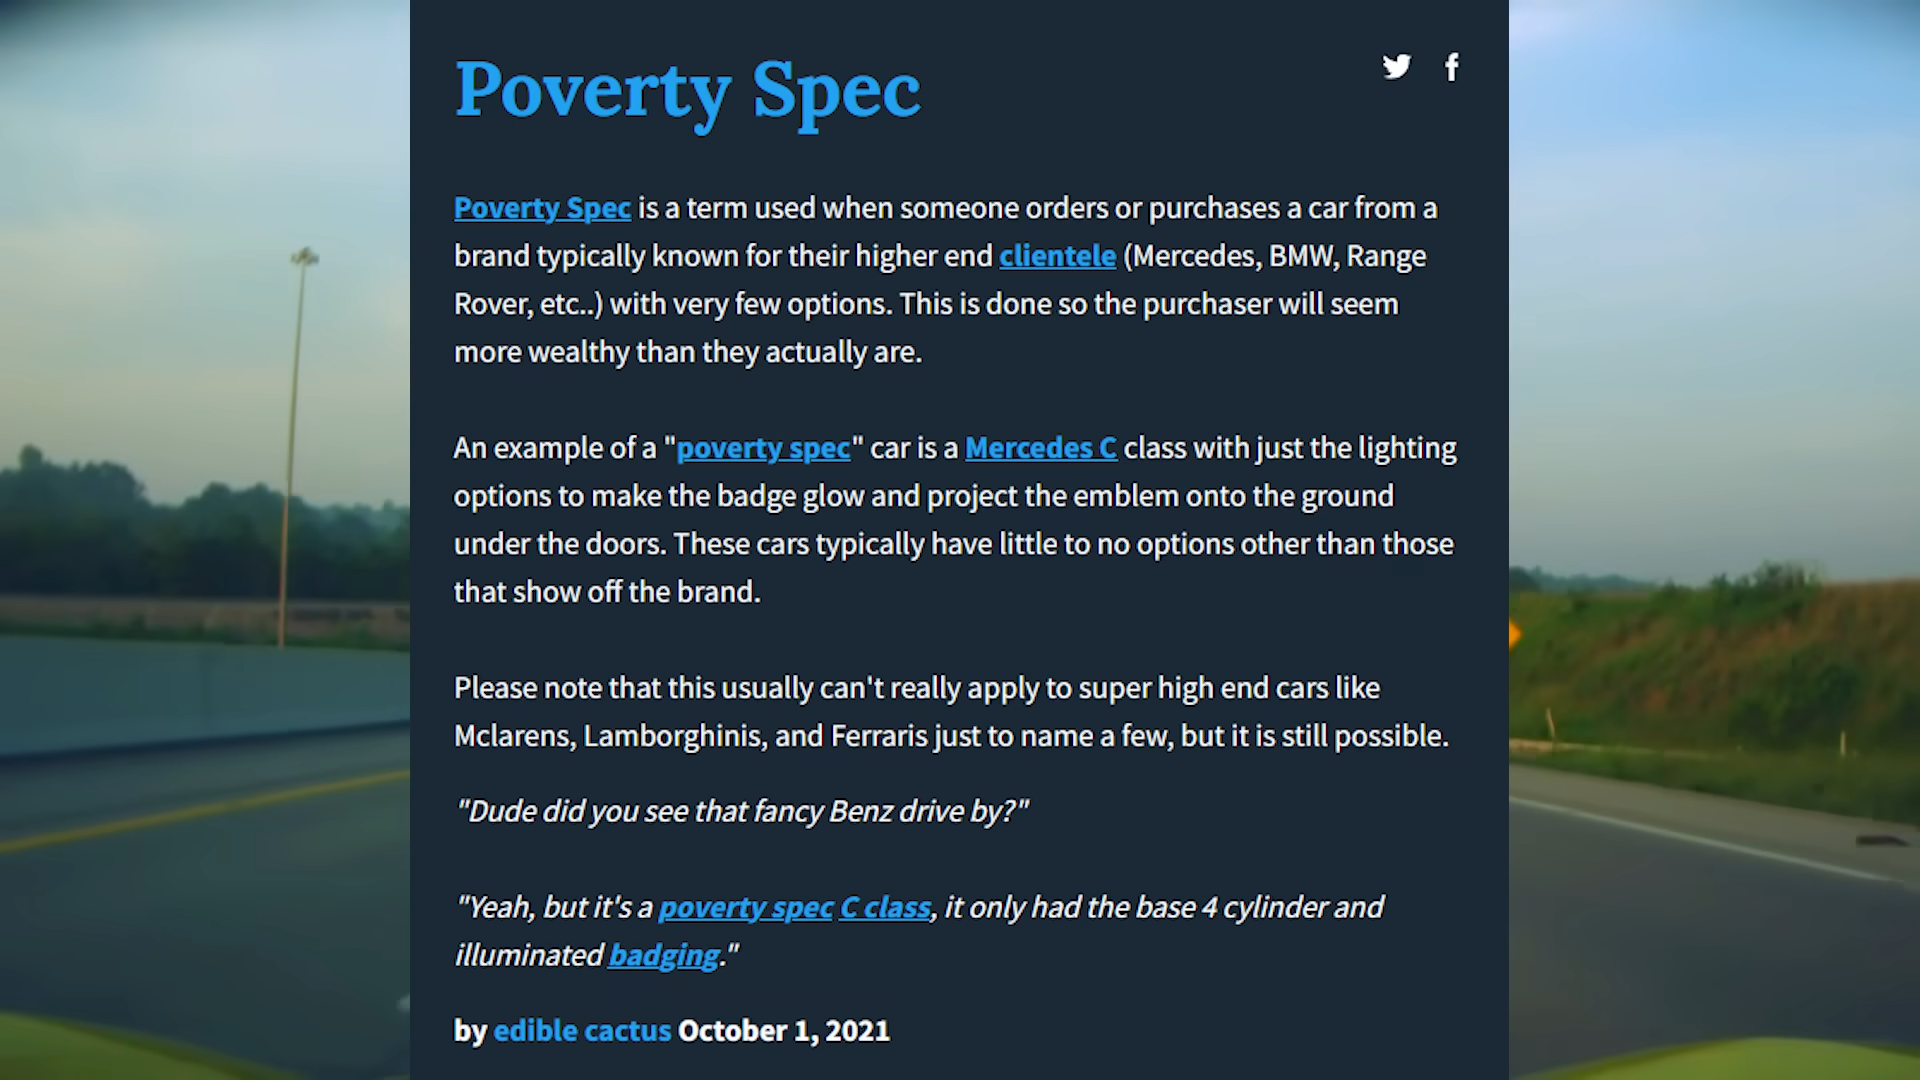 Poverty Spec
Poverty Spec is a term used when someone orders or purchases a car from a
brand typically known for their higher end clientele (Mercedes, BMW, Range
Rover, etc..) with very few options. This is done so the purchaser will seem
more wealthy than they actually are.
An example of a "poverty spec" car is a Mercedes C class with just the lighting
options to make the badge glow and project the emblem onto the ground
under the doors. These cars typically have little to no options other than those
that show off the brand.
Please note that this usually can't really apply to super high end cars like
Mclarens, Lamborghinis, and Ferraris just to name a few, but it is still possible.
"Dude did you see that fancy Benz drive by?"
"Yeah, but it's a poverty spec C class, it only had the base 4 cylinder and
illuminated badging."
by edible cactus October 1, 2021